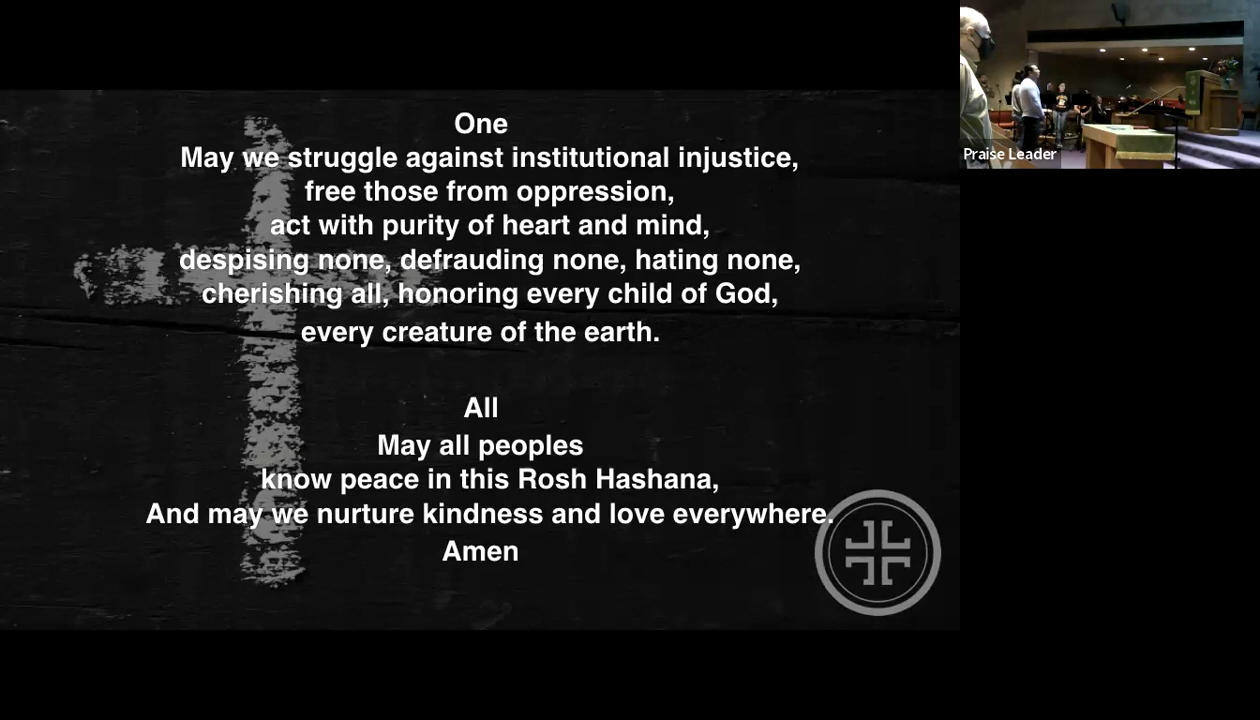 One
May we struggle against institutional injustice,
free those from oppression,
act with purity of heart and mind,
despising none, defrauding none, hating none,
cherishing all, honoring every child of God,
every creature of the earth.
All
May all peoples
know peace in this Rosh Hashana,
And may we nurture kindness and love everywhere.
Amen
Praise Leader